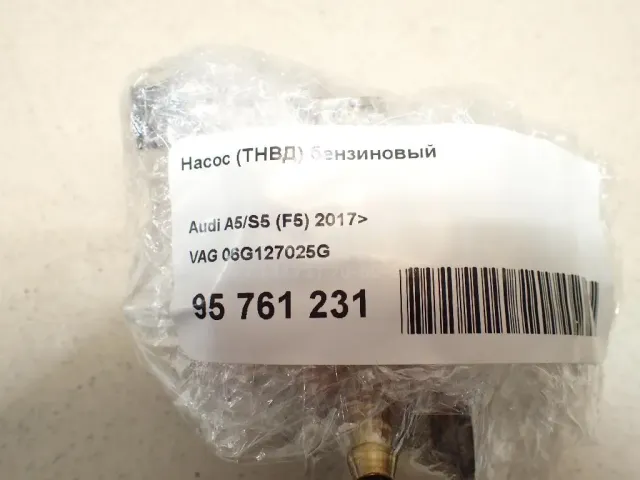 Насос (ТНВД) бензиновый
Audi A5/S5 (F5) 2017>
VAG 06G127025G
95 761 231